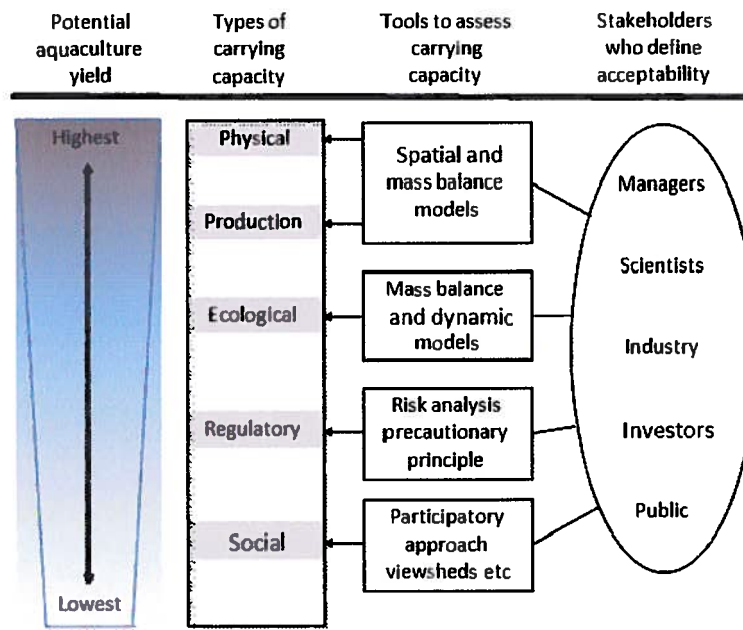 Potential
aquaculture
yield
Types of
carrying
capacity
Tools to assess
carrying
capacity
Stakeholders
who define
acceptability
Highest
Lowest
Physical
Production
Ecological
Regulatory
Social
Spatial and
mass balance
models
Mass balance
and dynamic
models
Risk analysis
precautionary
principle
Participatory
approach
viewsheds etc
Managers
Scientists
Industry
Investors
Public